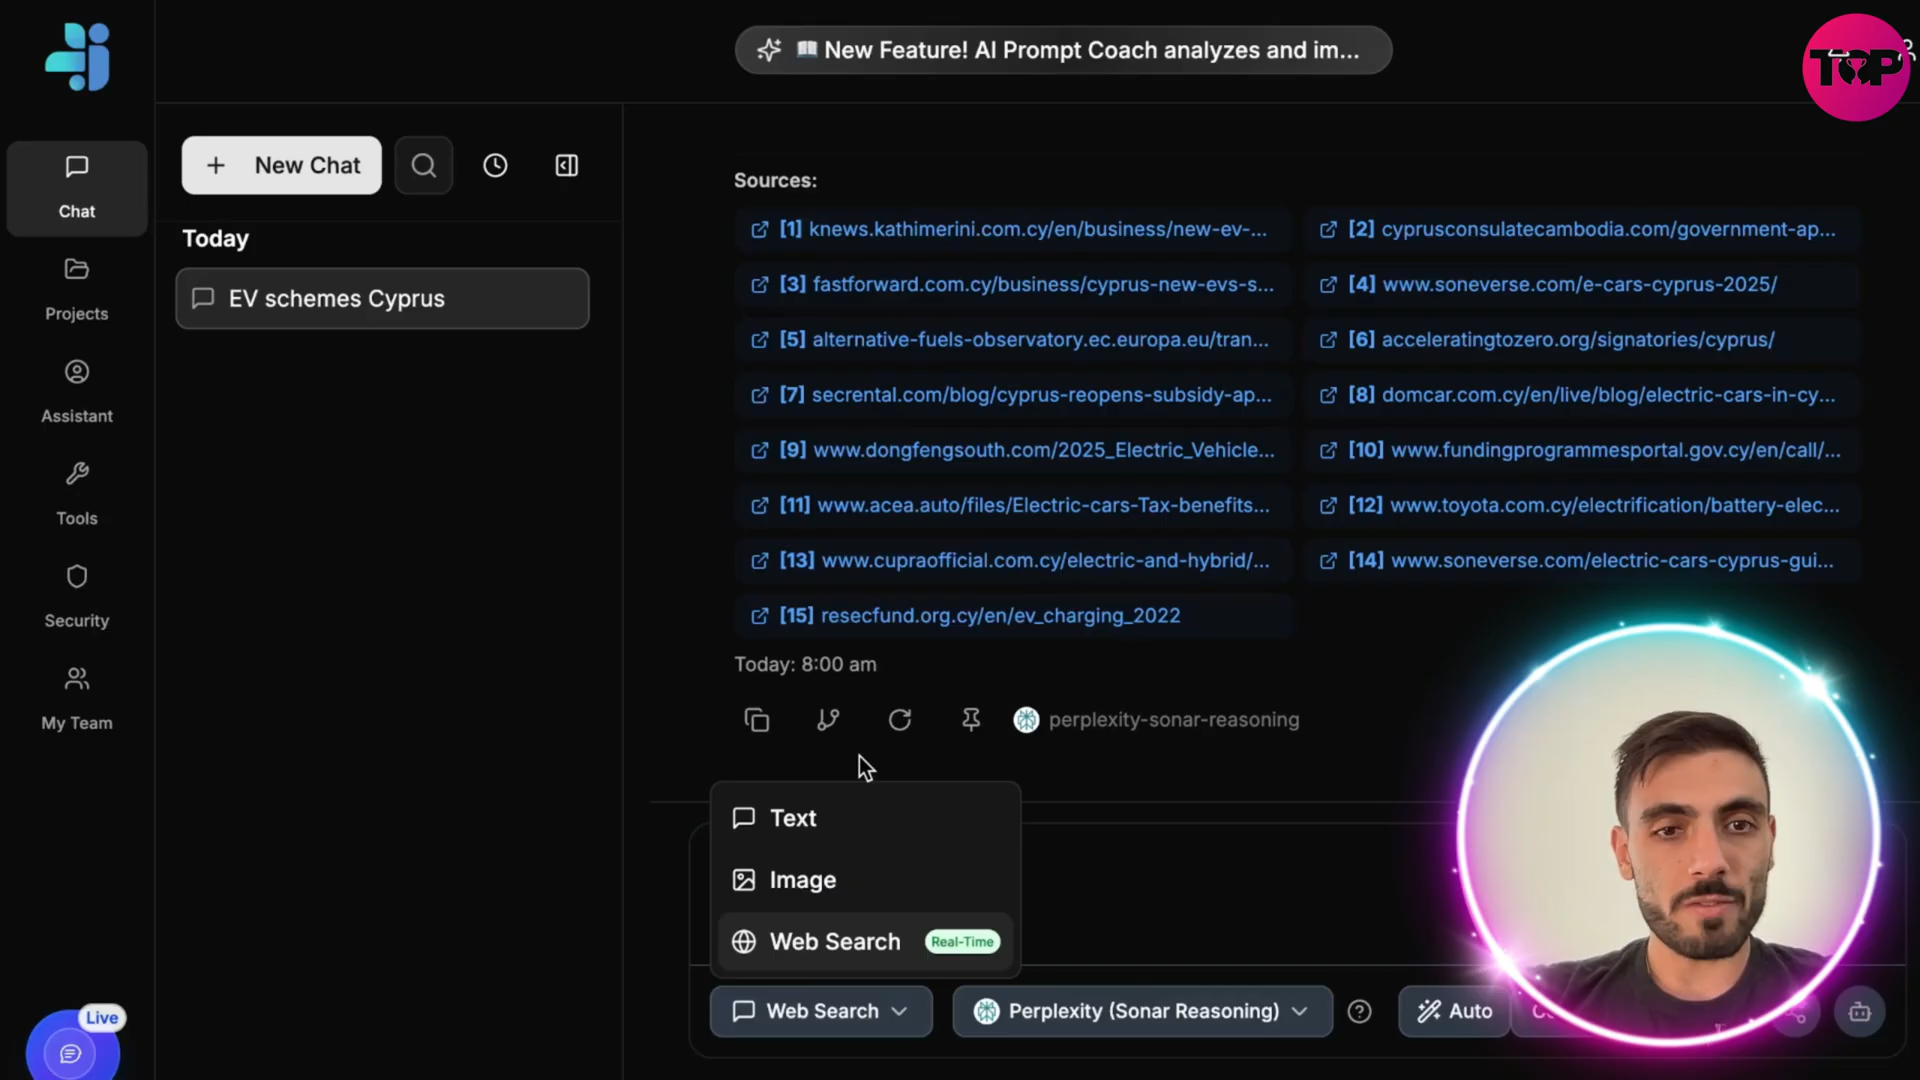 New Feature! AI Prompt Coach analyzes and im...
TOP
New Chat
Chat
Today
EV schemes Cyprus
Projects
Assistant
Tools
Security
My Team
Live
Sources:
[1] knews.kathimerini.com.cy/en/business/new-ev-...
[2] cyprusconsulatecambodia.com/government-ap...
[3] fastforward.com.cy/business/cyprus-new-evs-s...
[4] www.soneverse.com/e-cars-cyprus-2025/
[5] alternative-fuels-observatory.ec.europa.eu/tran...
[6] acceleratingtozero.org/signatories/cyprus/
[7] secrental.com/blog/cyprus-reopens-subsidy-ap...
[8] domcar.com.cy/en/live/blog/electric-cars-in-cy...
[9] www.dongfengsouth.com/2025_Electric_Vehicle...
[10] www.fundingprogrammesportal.gov.cy/en/call/...
[11] www.acea.auto/files/Electric-cars-Tax-benefits...
[12] www.toyota.com.cy/electrification/battery-elec...
[13] www.cupraofficial.com.cy/electric-and-hybrid/...
[14] www.soneverse.com/electric-cars-cyprus-gui...
[15] resecfund.org.cy/en/ev_charging_2022
Today: 8:00 am
perplexity-sonar-reasoning
Text
Image
Web Search Real-Time
Web Search
Perplexity (Sonar Reasoning)
Auto